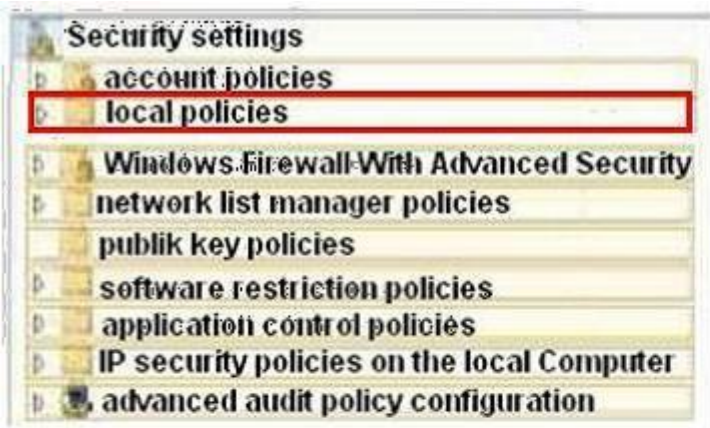 Security settings
account policies
local policies
Windows Firewall With Advanced Security
network list manager policies
publik key policies
software restriction policies
application control policies
IP security policies on the local Computer
advanced audit policy configuration